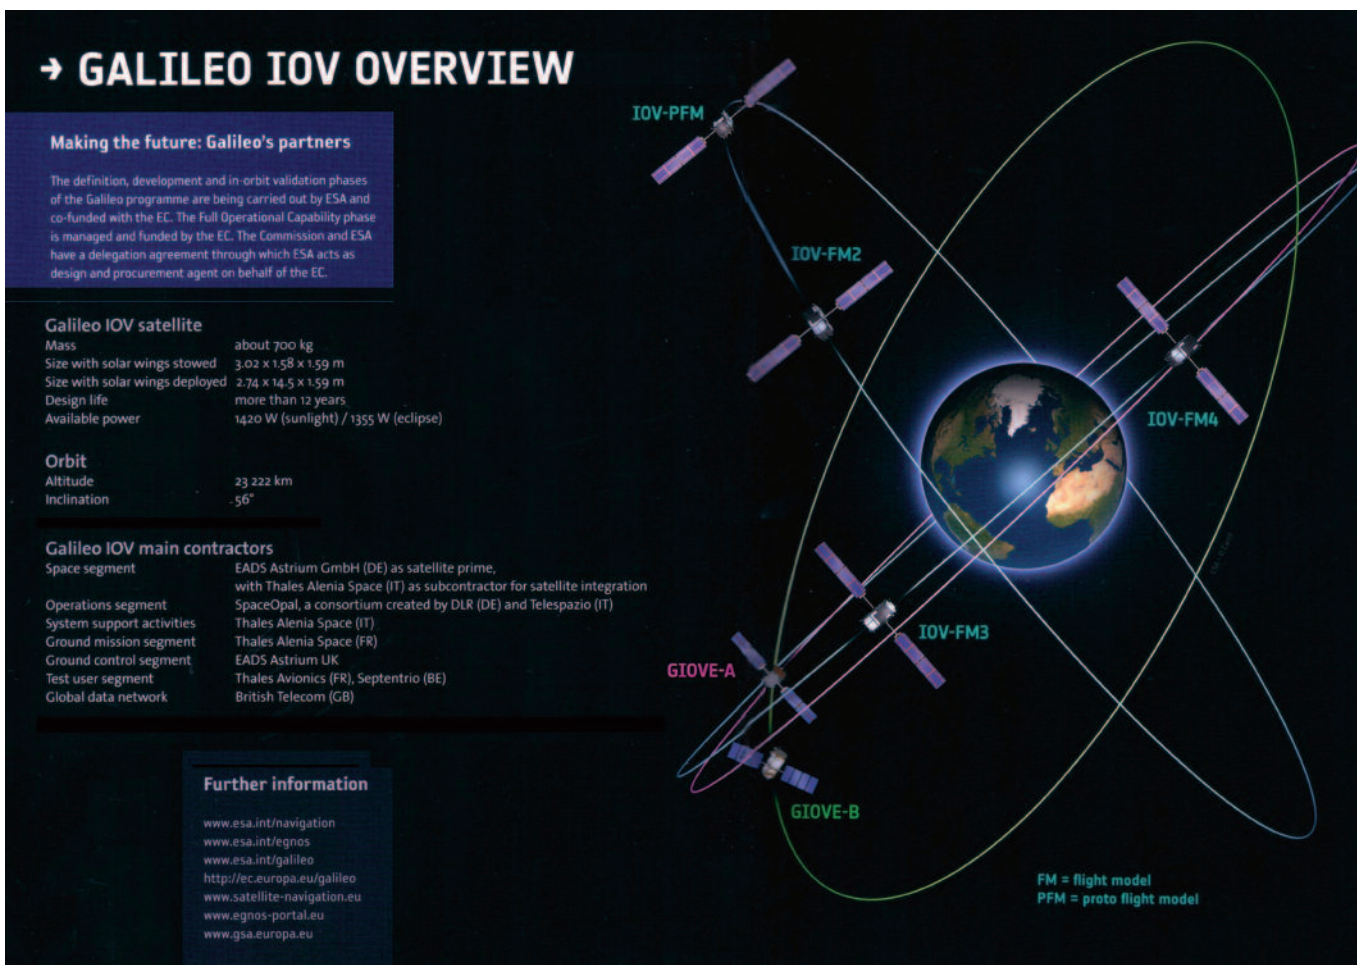 → GALILEO IOV OVERVIEW
Making the future: Galileo's partners
The definition, development and in-orbit validation phases
of the Galileo programme are being carried out by ESA and
co-funded with the EC. The Full Operational Capability phase
is managed and funded by the EC. The Commission and ESA
have a delegation agreement through which ESA acts as
design and procurement agent on behalf of the EC.
Galileo IOV satellite
Mass about 700 kg
Size with solar wings stowed 3.02 x 1.58 x 1.59 m
Size with solar wings deployed 2.74 x 14.5 x 1.59 m
Design life more than 12 years
Available power 1420 W (sunlight) / 1355 W (eclipse)
Orbit
Altitude 23 222 km
Inclination 56°
Galileo IOV main contractors
Space segment EADS Astrium GmbH (DE) as satellite prime,
with Thales Alenia Space (IT) as subcontractor for satellite integration
Operations segment SpaceOpal, a consortium created by DLR (DE) and Telespazio (IT)
System support activities Thales Alenia Space (IT)
Ground mission segment Thales Alenia Space (FR)
Ground control segment EADS Astrium UK
Test user segment Thales Avionics (FR), Septentrio (BE)
Global data network British Telecom (GB)
Further information
www.esa.int/navigation
www.esa.int/egnos
www.esa.int/galileo
http://ec.europa.eu/galileo
www.satellite-navigation.eu
www.egnos-portal.eu
www.gsa.europa.eu
IOV-PFM
IOV-FM2
IOV-FM4
IOV-FM3
GIOVE-A
GIOVE-B
FM = flight model
PFM = proto flight model